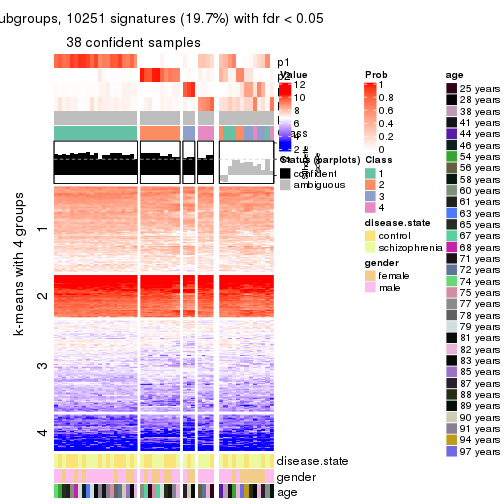 ubgroups, 10251 signatures (19.7%) with fdr < 0.05
38 confident samples
p1
p2
Value
12
10
8
6
4
2
Prob
1
0.8
0.6
0.4
0.2
0
Status (barplots)
confident
ambiguous
Class
1
2
3
4
disease.state
control
schizophrenia
gender
female
male
age
25 years
28 years
38 years
41 years
44 years
46 years
54 years
56 years
58 years
60 years
61 years
63 years
65 years
67 years
68 years
71 years
72 years
74 years
75 years
77 years
78 years
79 years
81 years
82 years
83 years
85 years
87 years
88 years
89 years
90 years
91 years
94 years
97 years
k-means with 4 groups
1
2
3
4
disease.state
gender
age